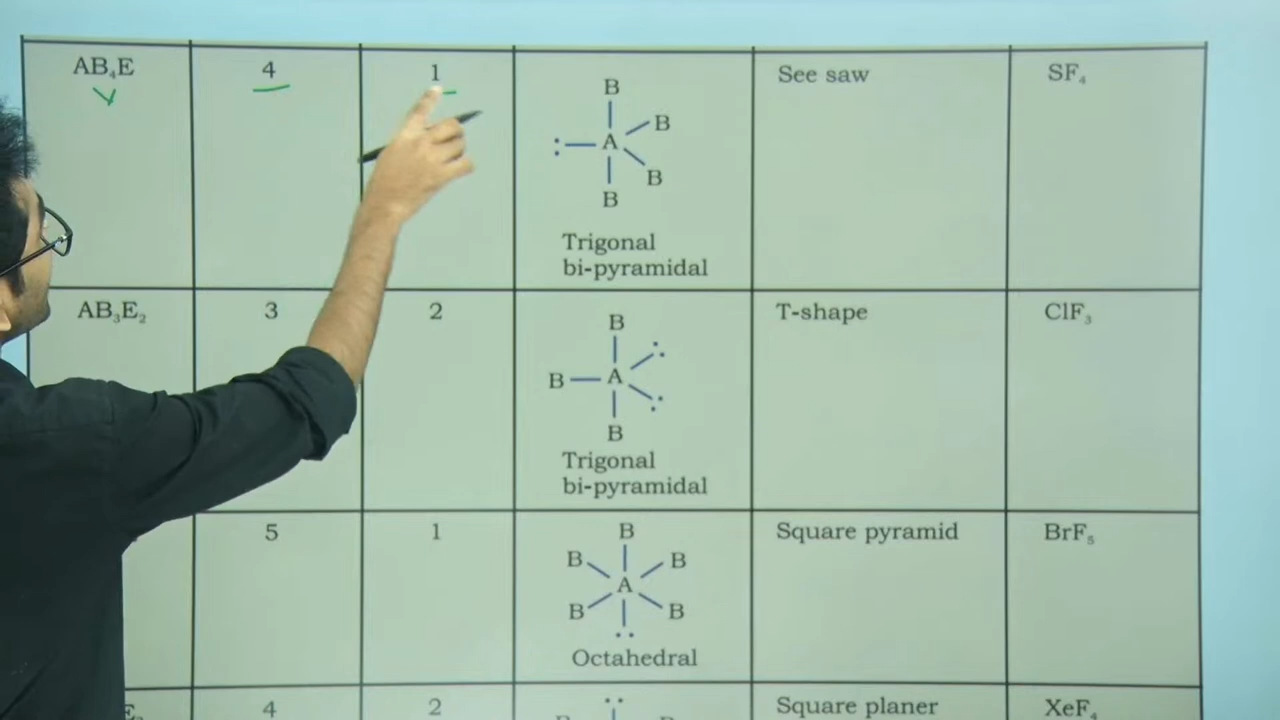 AB₄E 4 1 See saw SF₄
B
B
: A
B
B
Trigonal
bi-pyramidal
AB₃E₂ 3 2 T-shape ClF₃
B
:
B A
:
B
Trigonal
bi-pyramidal
5 1 Square pyramid BrF₅
B
B B
A
B B
..
Octahedral
4 2 Square planer XeF₄
..